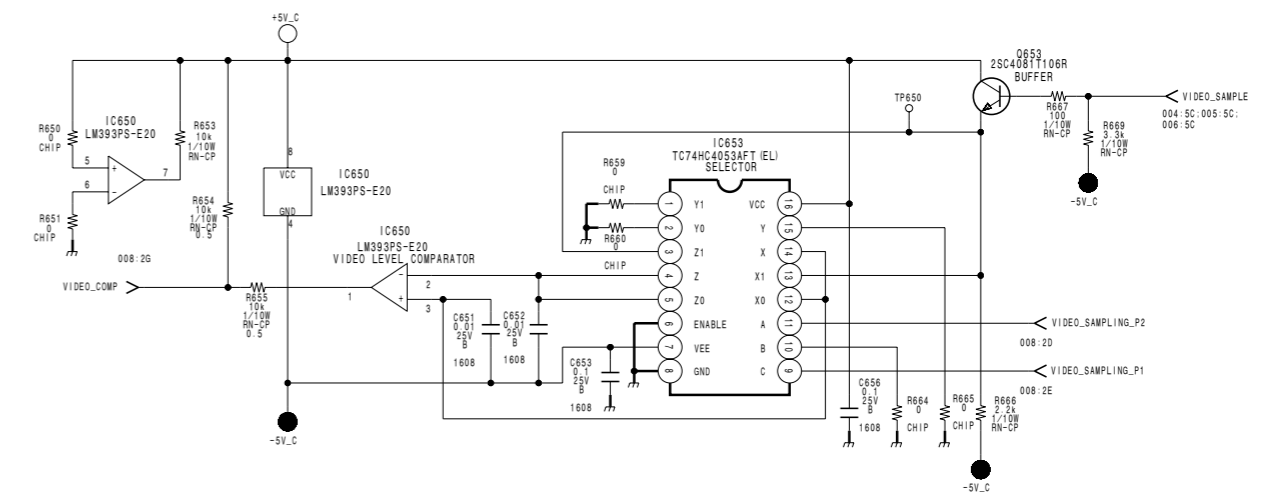 +5V_C
Q653
2SC4081T106R
BUFFER
TP650
R667
100
1/10W
RN-CP
VIDEO_SAMPLE
004:5C;005:5C;
006:5C
R669
3.3k
1/10W
RN-CP
-5V_C
R650
0
CHIP
IC650
LM393PS-E20
R653
10k
1/10W
RN-CP
5
+
6
-
7
R651
0
CHIP
R654
10k
1/10W
RN-CP
0.5
8
VCC
GND
4
IC650
LM393PS-E20
IC650
LM393PS-E20
VIDEO LEVEL COMPARATOR
008:2G
VIDEO_COMP
R655
10k
1/10W
RN-CP
0.5
1
-
2
+
3
C651
0.01
25V
B
1608
C652
0.01
25V
B
1608
C653
0.1
25V
B
1608
-5V_C
R659
0
CHIP
R660
0
CHIP
IC653
TC74HC4053AFT(EL)
SELECTOR
1 Y1 VCC 16
2 Y0 Y 15
3 Z1 X 14
4 Z X1 13
5 Z0 X0 12
6 ENABLE A 11
7 VEE B 10
8 GND C 9
VIDEO_SAMPLING_P2
008:2D
VIDEO_SAMPLING_P1
008:2E
C656
0.1
25V
B
1608
R664
0
CHIP
R665
0
CHIP
R666
2.2k
1/10W
RN-CP
-5V_C